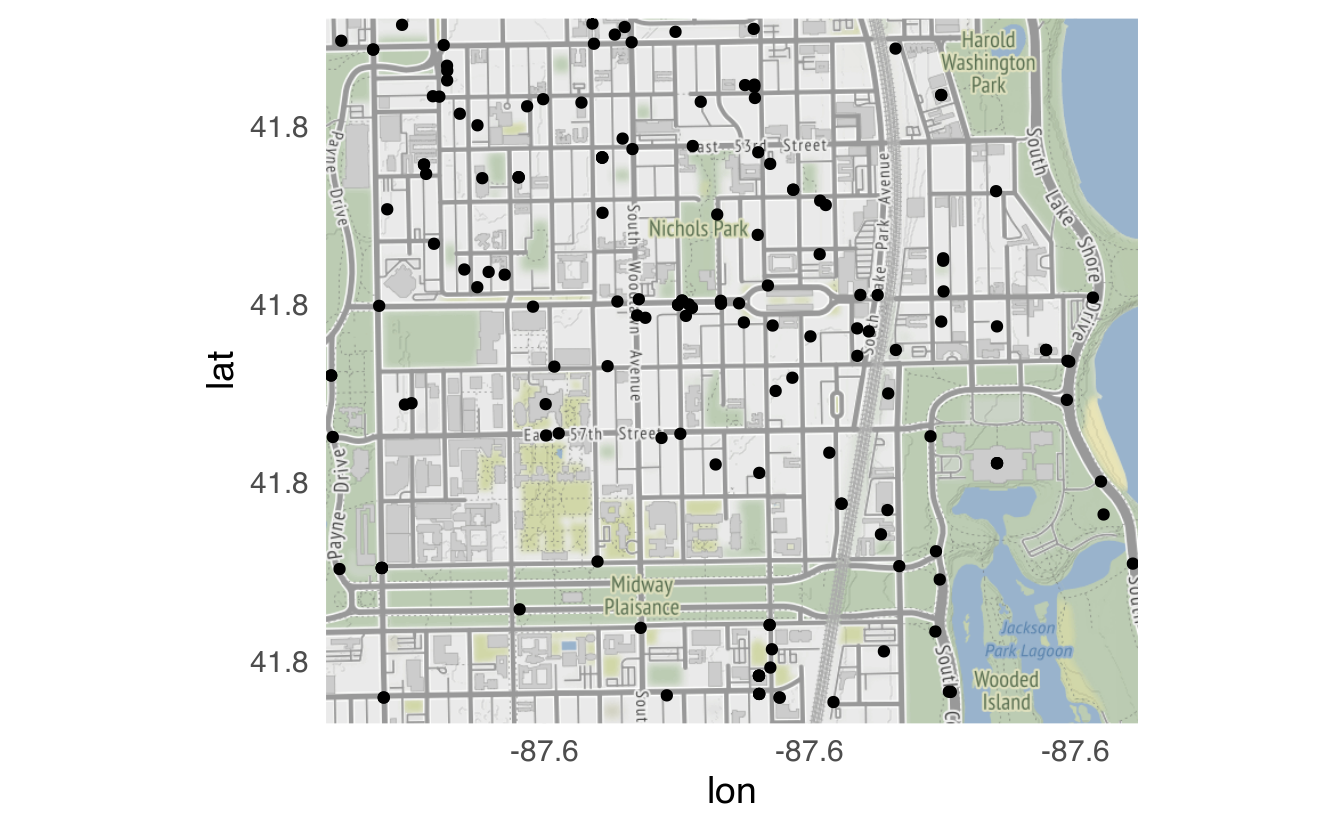 Harold
Washington
Park
41.8
East 53rd Street
Payne Drive
South Lake Shore Drive
South Lake Park Avenue
Nichols Park
South Woodlawn Avenue
41.8
lat
East 57th Street
41.8
Payne Drive
Midway
Plaisance
Jackson
Park Lagoon
41.8
Wooded
Island
South
Sout
South C
-87.6
-87.6
-87.6
lon